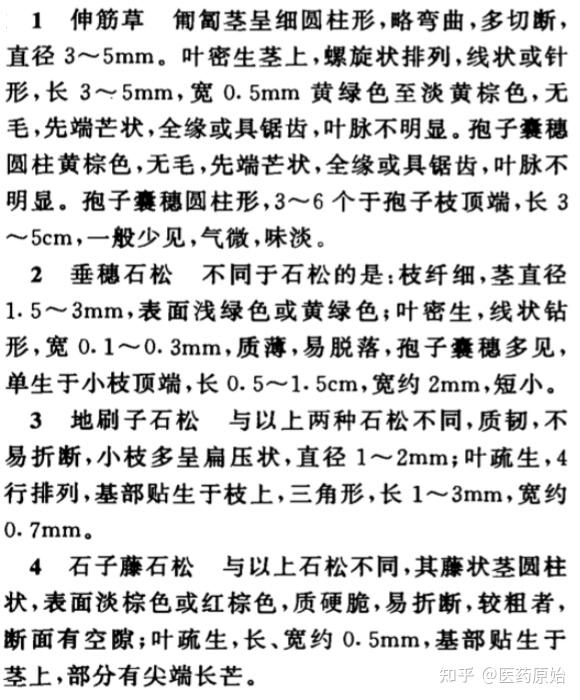 1 伸筋草 匍匐茎呈细圆柱形,略弯曲,多切断,
直径3~5mm。叶密生茎上,螺旋状排列,线状或针
形,长3~5mm,宽0.5mm 黄绿色至淡黄棕色,无
毛,先端芒状,全缘或具锯齿,叶脉不明显。孢子囊穗
圆柱黄棕色,无毛,先端芒状,全缘或具锯齿,叶脉不
明显。孢子囊穗圆柱形,3~6个于孢子枝顶端,长3
~5cm,一般少见,气微,味淡。
2 垂穗石松 不同于石松的是:枝纤细,茎直径
1.5~3mm,表面浅绿色或黄绿色;叶密生,线状钻
形,宽0.1~0.3mm,质薄,易脱落,孢子囊穗多见,
单生于小枝顶端,长0.5~1.5cm,宽约2mm,短小。
3 地刷子石松 与以上两种石松不同,质韧,不
易折断,小枝多呈扁压状,直径1~2mm;叶疏生,4
行排列,基部贴生于枝上,三角形,长1~3mm,宽约
0.7mm。
4 石子藤石松 与以上石松不同,其藤状茎圆柱
状,表面淡棕色或红棕色,质硬脆,易折断,较粗者,
断面有空隙;叶疏生,长、宽约0.5mm,基部贴生于
茎上,部分有尖端长芒。
知乎 @医药原始